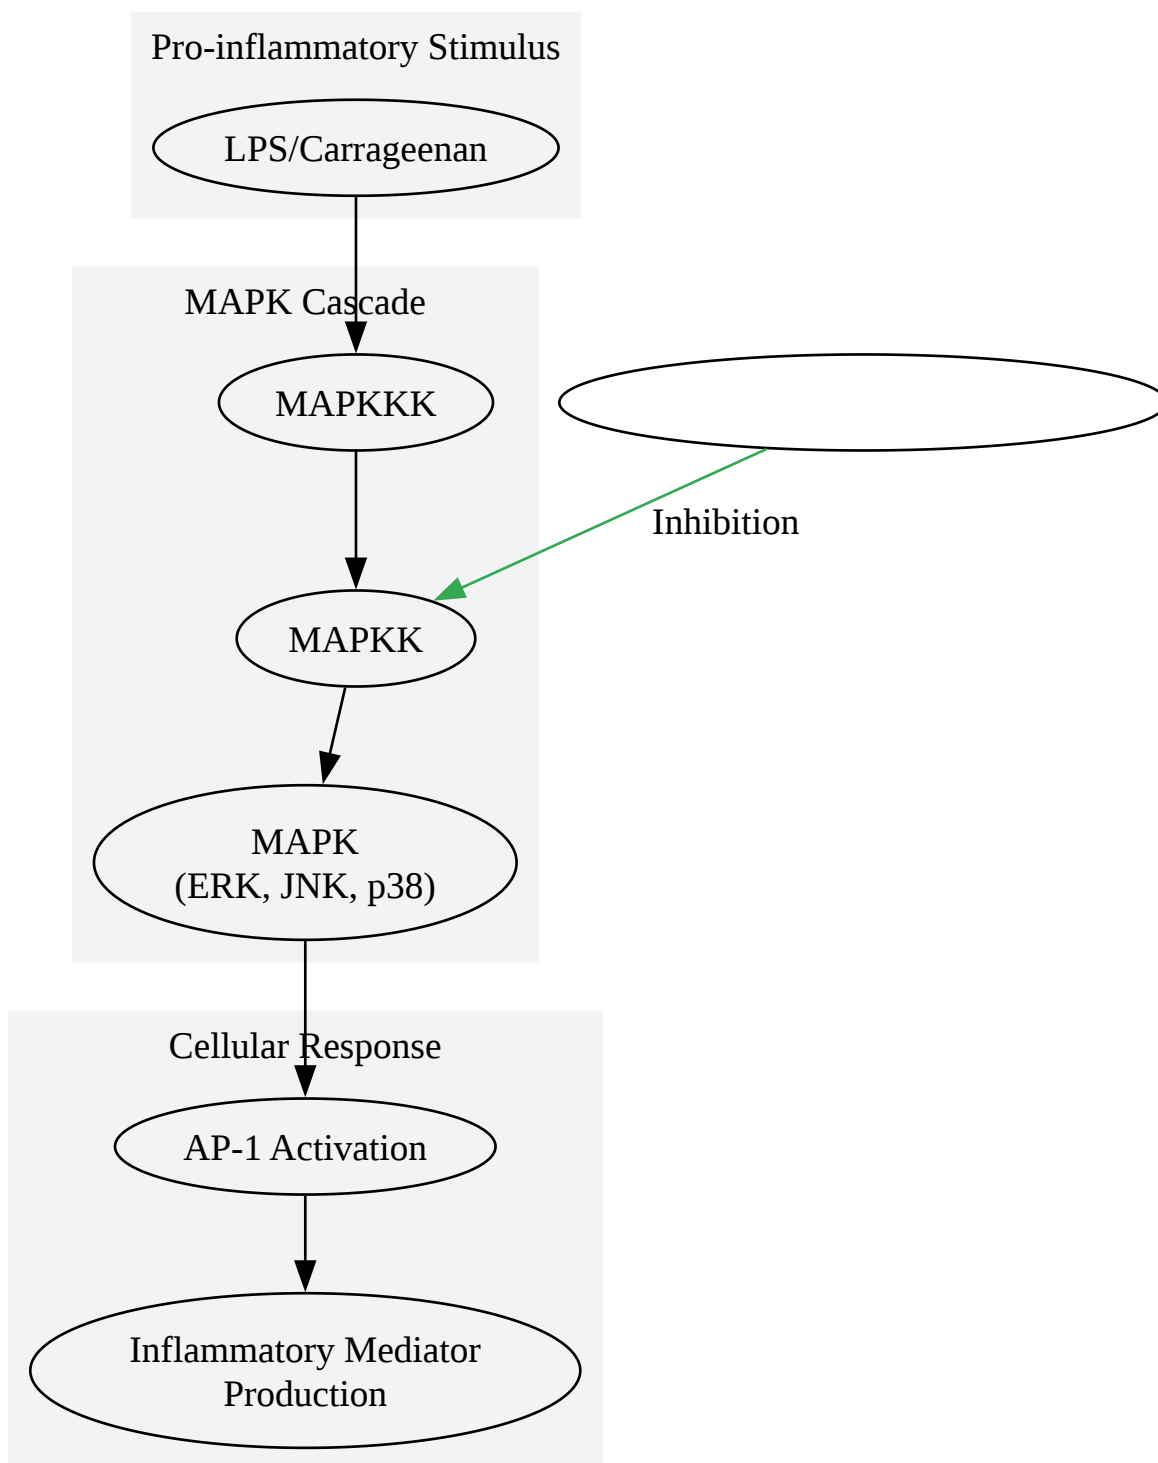 Pro-inflammatory Stimulus
LPS/Carrageenan
MAPK Cascade
MAPKKK
Inhibition
MAPKK
MAPK
(ERK, JNK, p38)
Cellular Response
AP-1 Activation
Inflammatory Mediator
Production